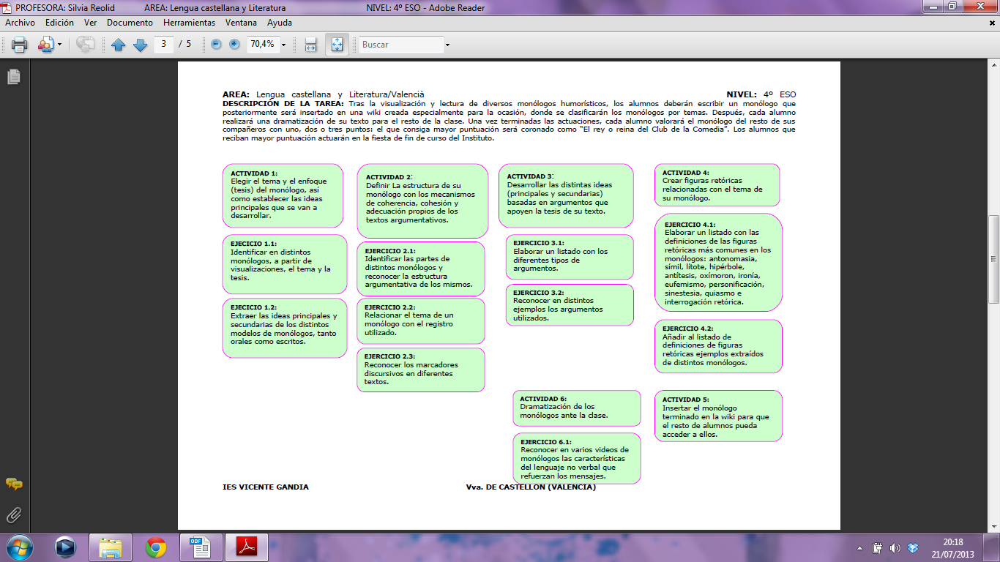 PROFESORA: Silvia Reolid AREA: Lengua castellana y Literatura NIVEL: 4º ESO - Adobe Reader
Archivo Edición Ver Documento Herramientas Ventana Ayuda
3 / 5 70,4% Buscar
AREA: Lengua castellana y Literatura/Valencià NIVEL: 4º ESO
DESCRIPCIÓN DE LA TAREA: Tras la visualización y lectura de diversos monólogos humorísticos, los alumnos deberán escribir un monólogo que
posteriormente será insertado en una wiki creada especialmente para la ocasión, donde se clasificarán los monólogos por temas. Después, cada alumno
realizará una dramatización de su texto para el resto de la clase. Una vez terminadas las actuaciones, cada alumno valorará el monólogo del resto de sus
compañeros con uno, dos o tres puntos: el que consiga mayor puntuación será coronado como “El rey o reina del Club de la Comedia”. Los alumnos que
reciban mayor puntuación actuarán en la fiesta de fin de curso del Instituto.
ACTIVIDAD 1:
Elegir el tema y el enfoque
(tesis) del monólogo, así
como establecer las ideas
principales que se van a
desarrollar.
EJECICIO 1.1:
Identificar en distintos
monólogos, a partir de
visualizaciones, el tema y la
tesis.
EJECICIO 1.2:
Extraer las ideas principales y
secundarias de los distintos
modelos de monólogos, tanto
orales como escritos.
ACTIVIDAD 2:
Definir La estructura de su
monólogo con los mecanismos
de coherencia, cohesión y
adecuación propios de los
textos argumentativos.
EJERCICIO 2.1:
Identificar las partes de
distintos monólogos y
reconocer la estructura
argumentativa de los mismos.
EJERCICIO 2.2:
Relacionar el tema de un
monólogo con el registro
utilizado.
EJERCICIO 2.3:
Reconocer los marcadores
discursivos en diferentes
textos.
ACTIVIDAD 3:
Desarrollar las distintas ideas
(principales y secundarias)
basadas en argumentos que
apoyen la tesis de su texto.
EJERCICIO 3.1:
Elaborar un listado con los
diferentes tipos de
argumentos.
EJERCICIO 3.2:
Reconocer en distintos
ejemplos los argumentos
utilizados.
ACTIVIDAD 4:
Crear figuras retóricas
relacionadas con el tema de
su monólogo.
EJERCICIO 4.1:
Elaborar un listado con las
definiciones de las figuras
retóricas más comunes en los
monólogos: antonomasia,
símil, lítote, hipérbole,
antítesis, oxímoron, ironía,
eufemismo, personificación,
sinestesia, quiasmo e
interrogación retórica.
EJERCICIO 4.2:
Añadir al listado de
definiciones de figuras
retóricas ejemplos extraídos
de distintos monólogos.
ACTIVIDAD 5:
Insertar el monólogo
terminado en la wiki para que
el resto de alumnos pueda
acceder a ellos.
ACTIVIDAD 6:
Dramatización de los
monólogos ante la clase.
EJERCICIO 6.1:
Reconocer en varios videos de
monólogos las características
del lenguaje no verbal que
refuerzan los mensajes.
IES VICENTE GANDIA Vva. DE CASTELLON (VALENCIA)
ODF
20:18
21/07/2013